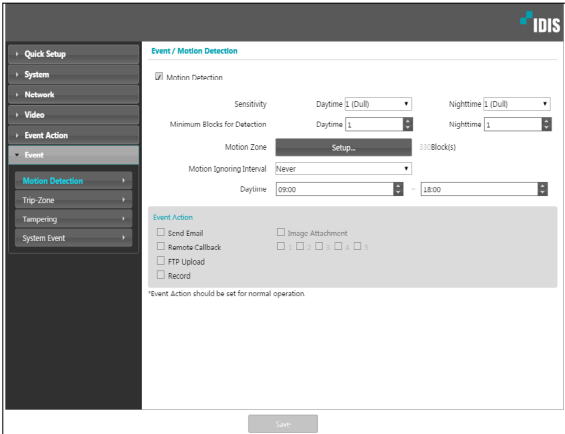 IDIS
Quick Setup
System
Network
Video
Event Action
Event
Motion Detection
Trip-Zone
Tampering
System Event
Event / Motion Detection
Motion Detection
Sensitivity Daytime 1 (Dull) Nighttime 1 (Dull)
Minimum Blocks for Detection Daytime 1 Nighttime 1
Motion Zone Setup... 330Block(s)
Motion Ignoring Interval Never
Daytime 09:00 ~ 18:00
Event Action
Send Email Image Attachment
Remote Callback 1 2 3 4 5
FTP Upload
Record
*Event Action should be set for normal operation.
Save